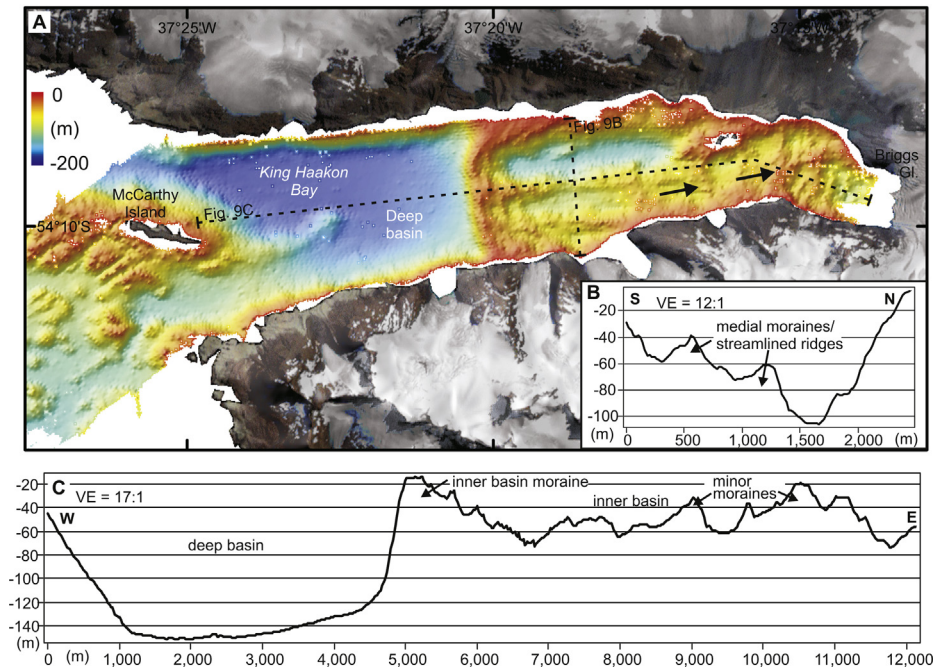 A
37°25'W
37°20'W
0
(m)
-200
Fig. 9B
King Haakon
Bay
Briggs
Gl.
McCarthy
Island
Fig. 9C
Deep
basin
54°10'S
B
S
VE = 12:1
N
-20
-40
-60
-80
-100
(m)
medial moraines/
streamlined ridges
0
500
1,000
1,500
2,000
(m)
C
VE = 17:1
W
E
-20
-40
-60
-80
-100
-120
-140
(m)
deep basin
inner basin moraine
inner basin
minor
moraines
0
(m)
1,000
2,000
3,000
4,000
5,000
6,000
7,000
8,000
9,000
10,000
11,000
12,000